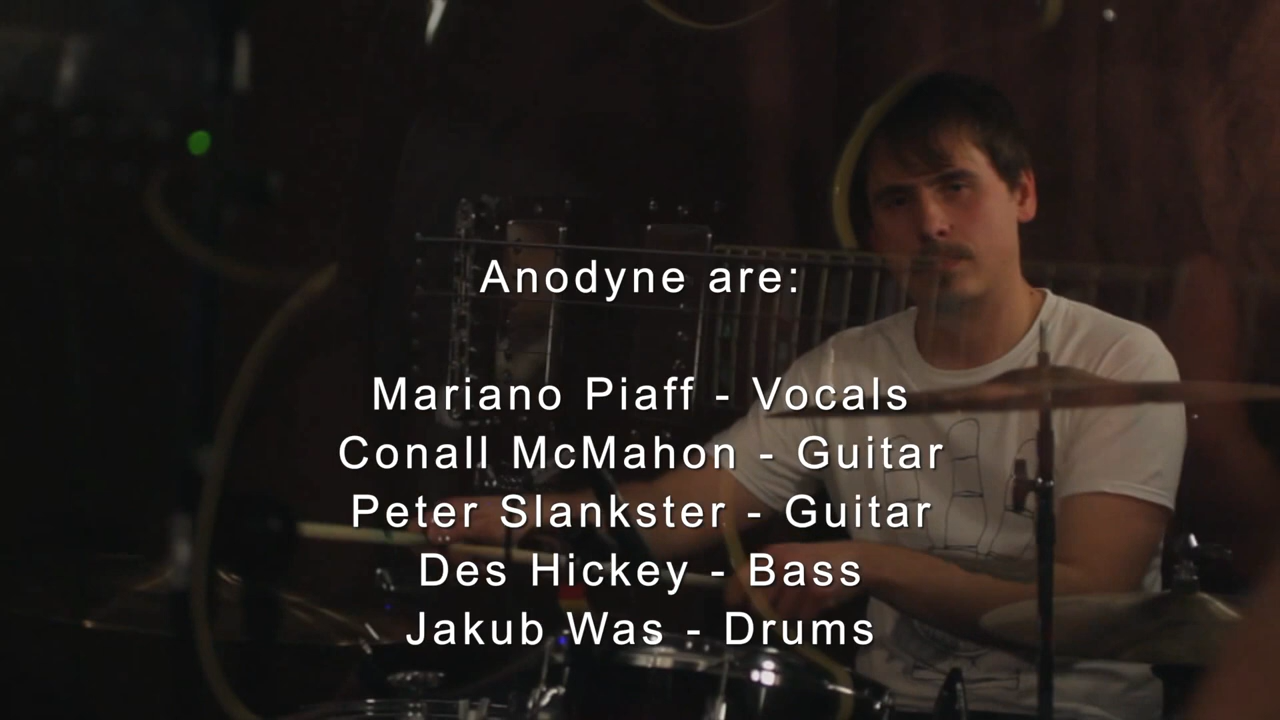 Anodyne are:
Mariano Piaff - Vocals
Conall McMahon - Guitar
Peter Slankster - Guitar
Des Hickey - Bass
Jakub Was - Drums